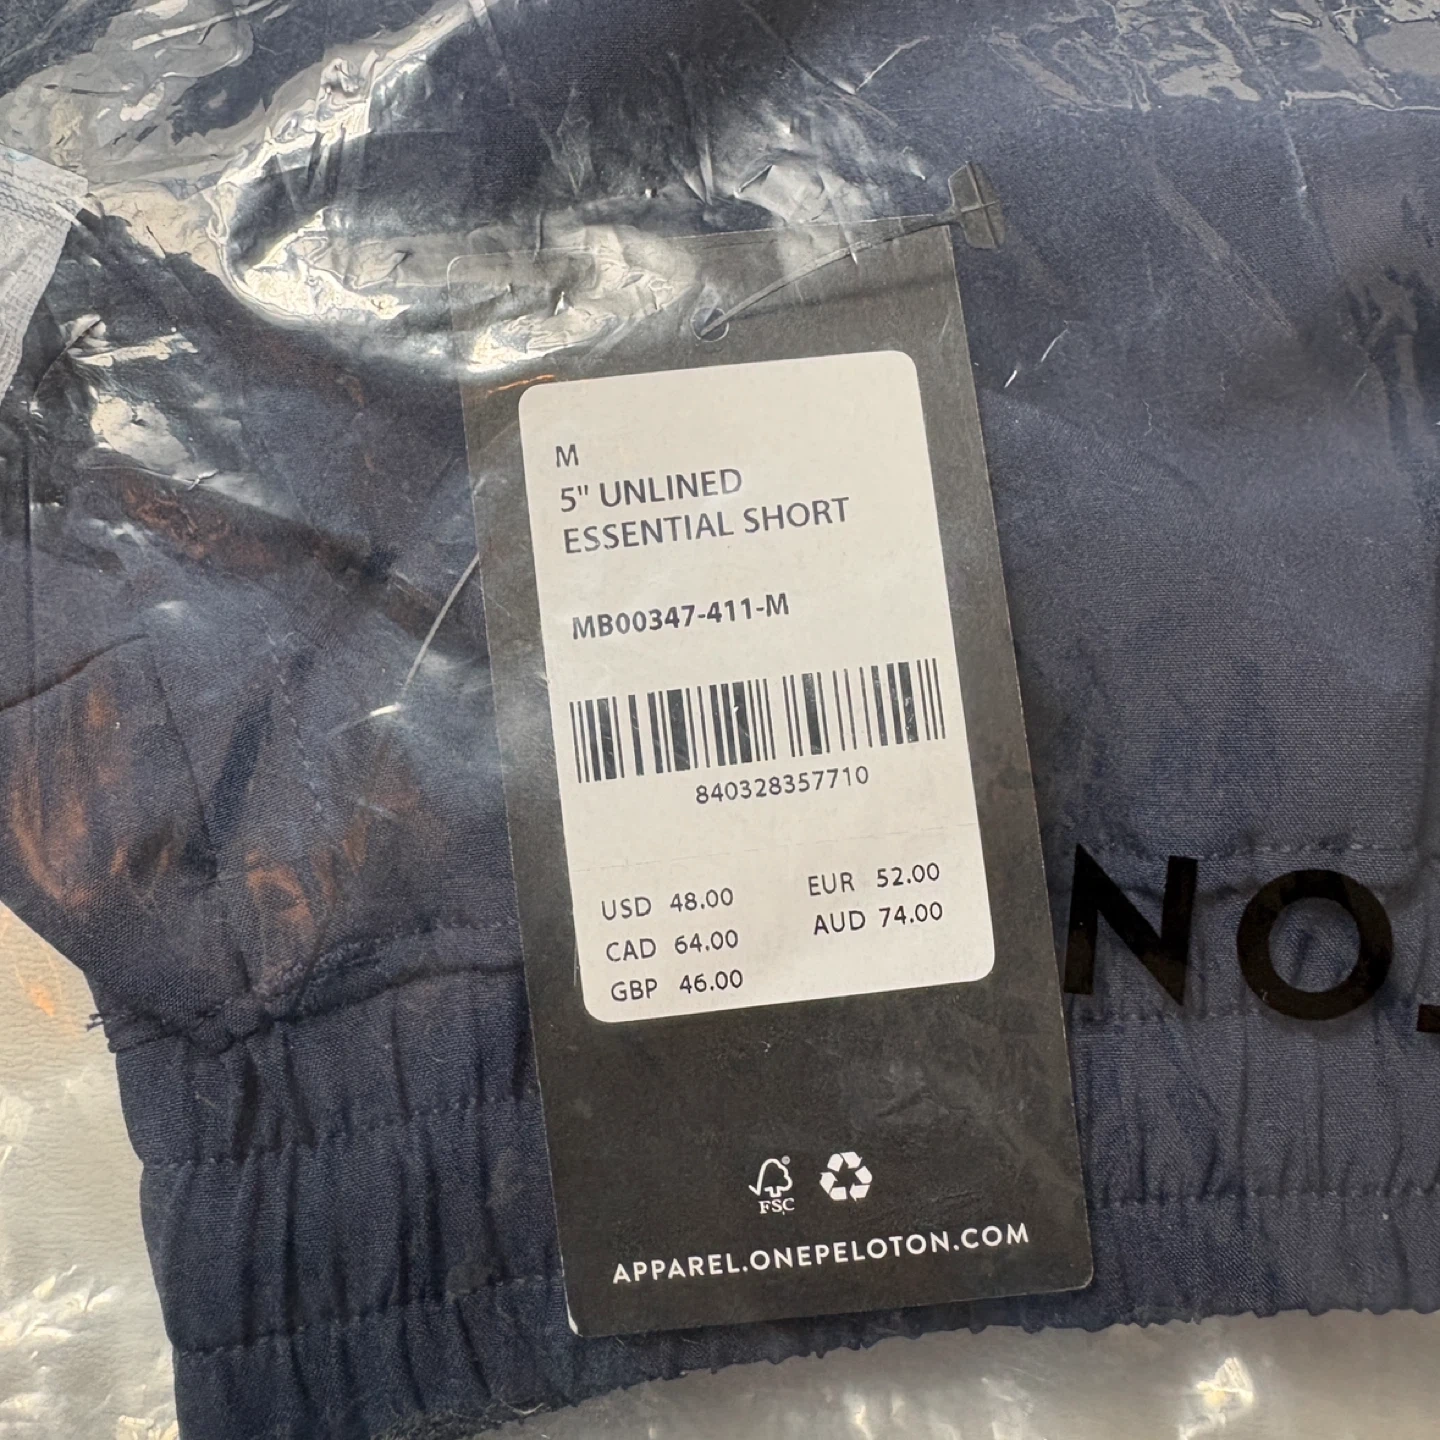 M
5" UNLINED
ESSENTIAL SHORT
MB00347-411-M
840328357710
USD 48.00 EUR 52.00
CAD 64.00 AUD 74.00
GBP 46.00
NO.
FSC
APPAREL.ONEPELOTON.COM